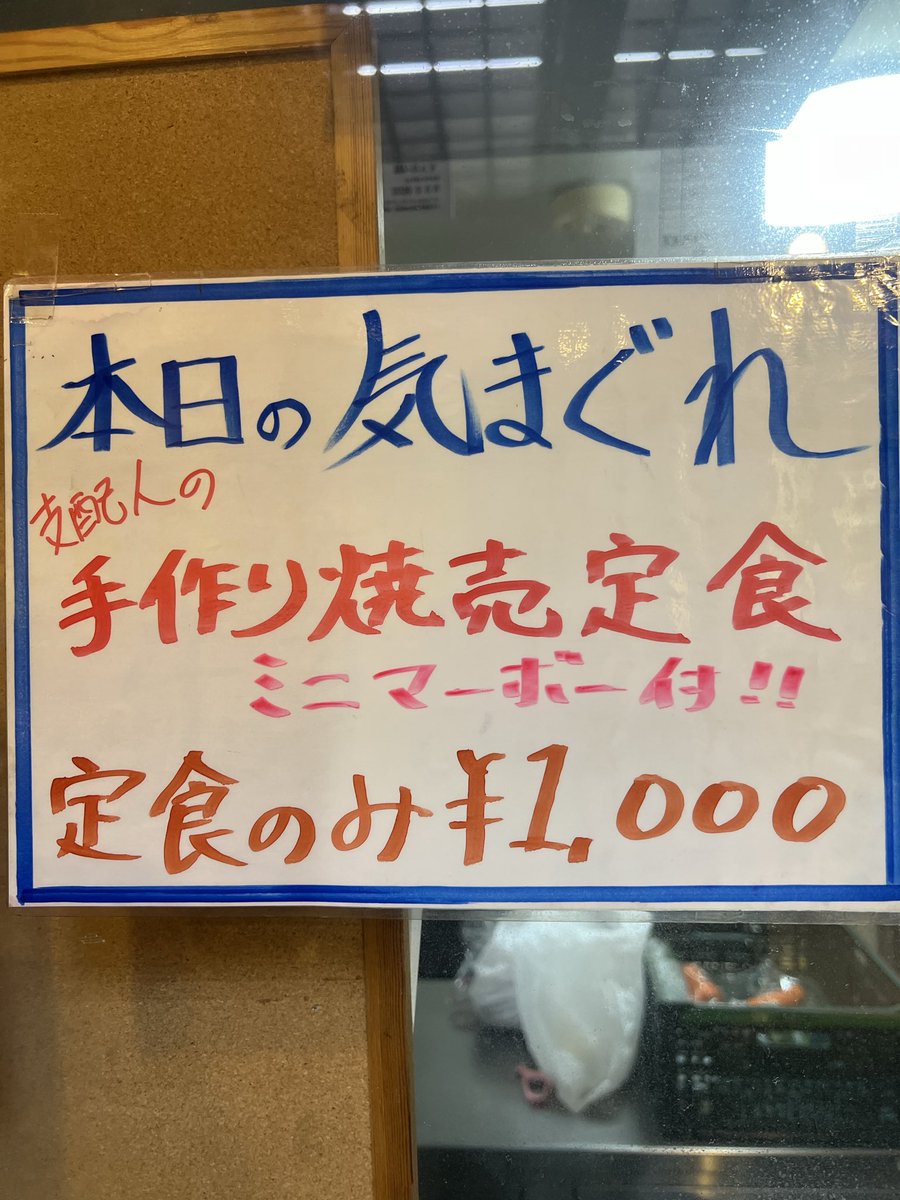 本日の気まぐれ
支配人の
手作り焼売定食
ミニマーボー付!!
定食のみ¥1,000